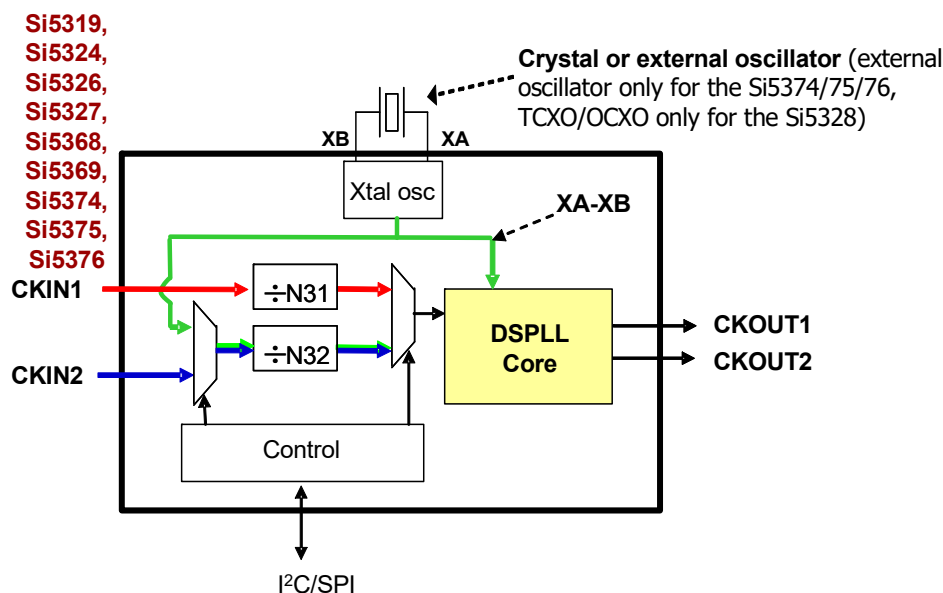 Si5319,
Si5324,
Si5326,
Si5327,
Si5368,
Si5369,
Si5374,
Si5375,
Si5376
Crystal or external oscillator (external
oscillator only for the Si5374/75/76,
TCXO/OCXO only for the Si5328)
XB XA
Xtal osc
XA-XB
CKIN1
÷N31
DSPLL
Core
CKOUT1
÷N32
CKOUT2
CKIN2
Control
I²C/SPI